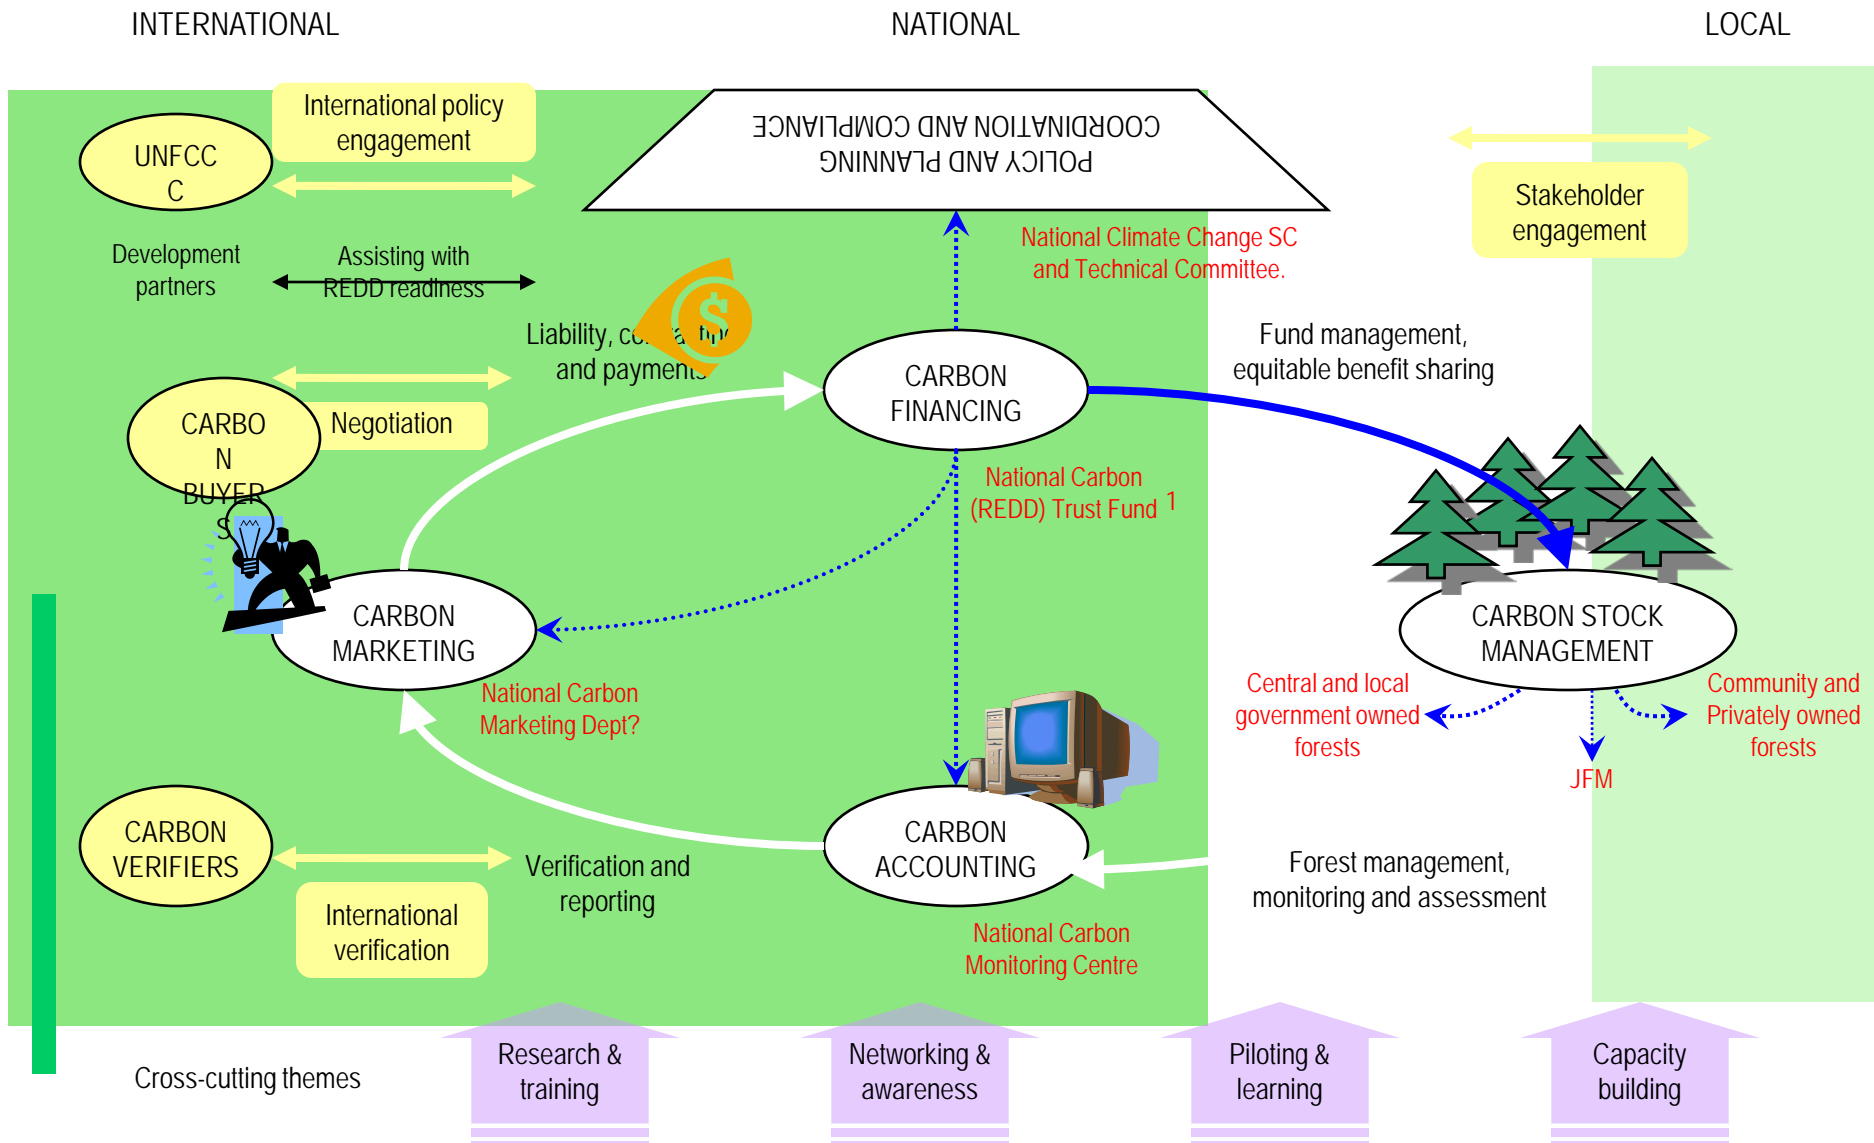 INTERNATIONAL
NATIONAL
LOCAL
International policy
engagement
UNFCC
C
POLICY AND PLANNING
COORDINATION AND COMPLIANCE
Stakeholder
engagement
Development
partners
Assisting with
REDD readiness
National Climate Change SC
and Technical Committee.
Liability,
and payments
Fund management,
equitable benefit sharing
CARBON
FINANCING
CARBO
N
BUYER
S
Negotiation
National Carbon
(REDD) Trust Fund 1
CARBON
MARKETING
CARBON STOCK
MANAGEMENT
National Carbon
Marketing Dept?
Central and local
government owned
forests
JFM
Community and
Privately owned
forests
CARBON
VERIFIERS
Verification and
reporting
CARBON
ACCOUNTING
Forest management,
monitoring and assessment
International
verification
National Carbon
Monitoring Centre
Cross-cutting themes
Research &
training
Networking &
awareness
Piloting &
learning
Capacity
building